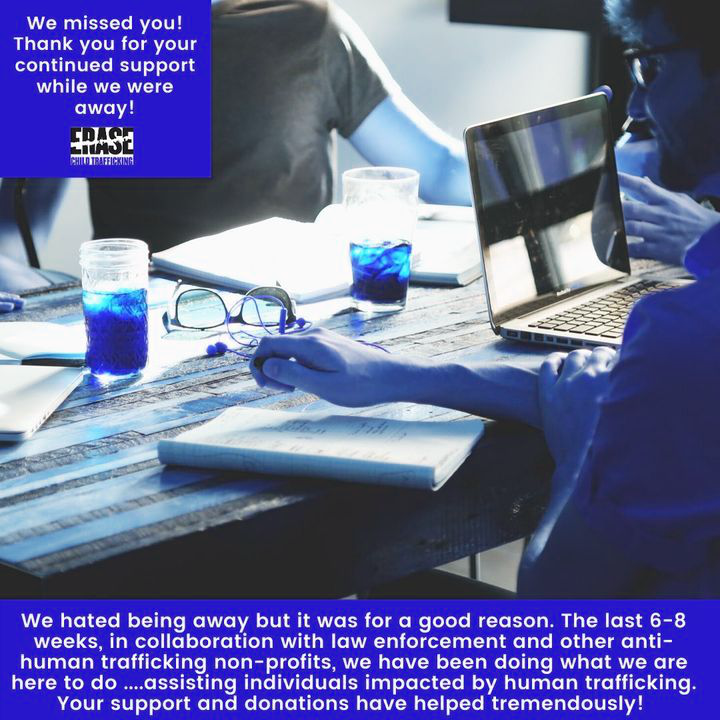 We missed you!
Thank you for your
continued support
while we were
away!
ERASE
CHILD TRAFFICKING
We hated being away but it was for a good reason. The last 6-8
weeks, in collaboration with law enforcement and other anti-
human trafficking non-profits, we have been doing what we are
here to do ....assisting individuals impacted by human trafficking.
Your support and donations have helped tremendously!